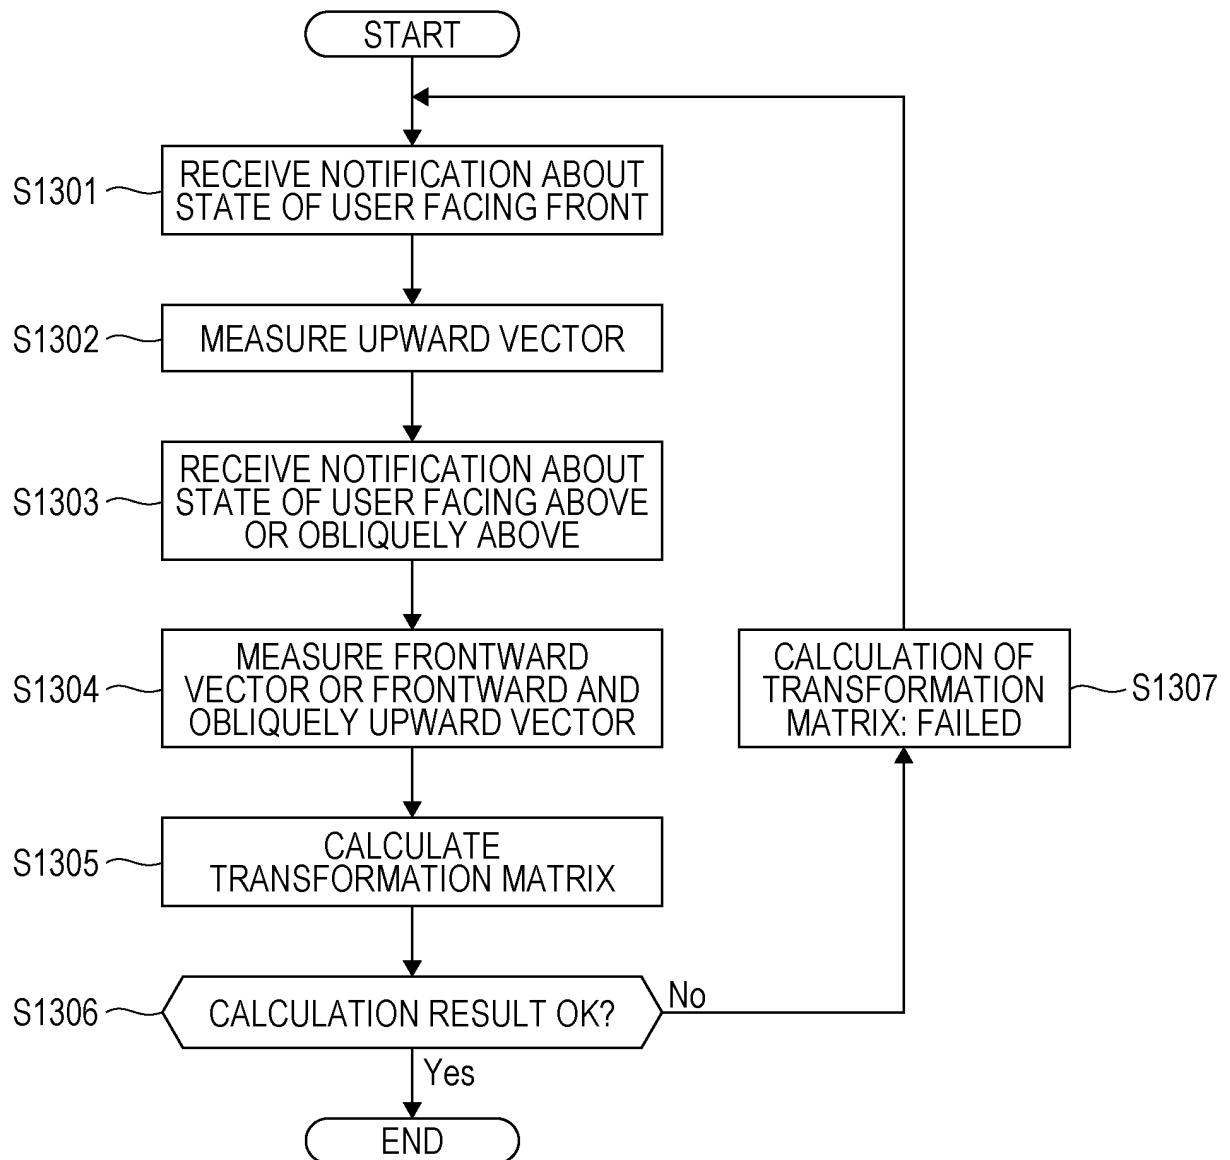 START
S1301
RECEIVE NOTIFICATION ABOUT
STATE OF USER FACING FRONT
S1302
MEASURE UPWARD VECTOR
S1303
RECEIVE NOTIFICATION ABOUT
STATE OF USER FACING ABOVE
OR OBLIQUELY ABOVE
S1304
MEASURE FRONTWARD
VECTOR OR FRONTWARD AND
OBLIQUELY UPWARD VECTOR
CALCULATION OF
TRANSFORMATION
MATRIX: FAILED
S1307
S1305
CALCULATE
TRANSFORMATION MATRIX
S1306
CALCULATION RESULT OK?
No
Yes
END